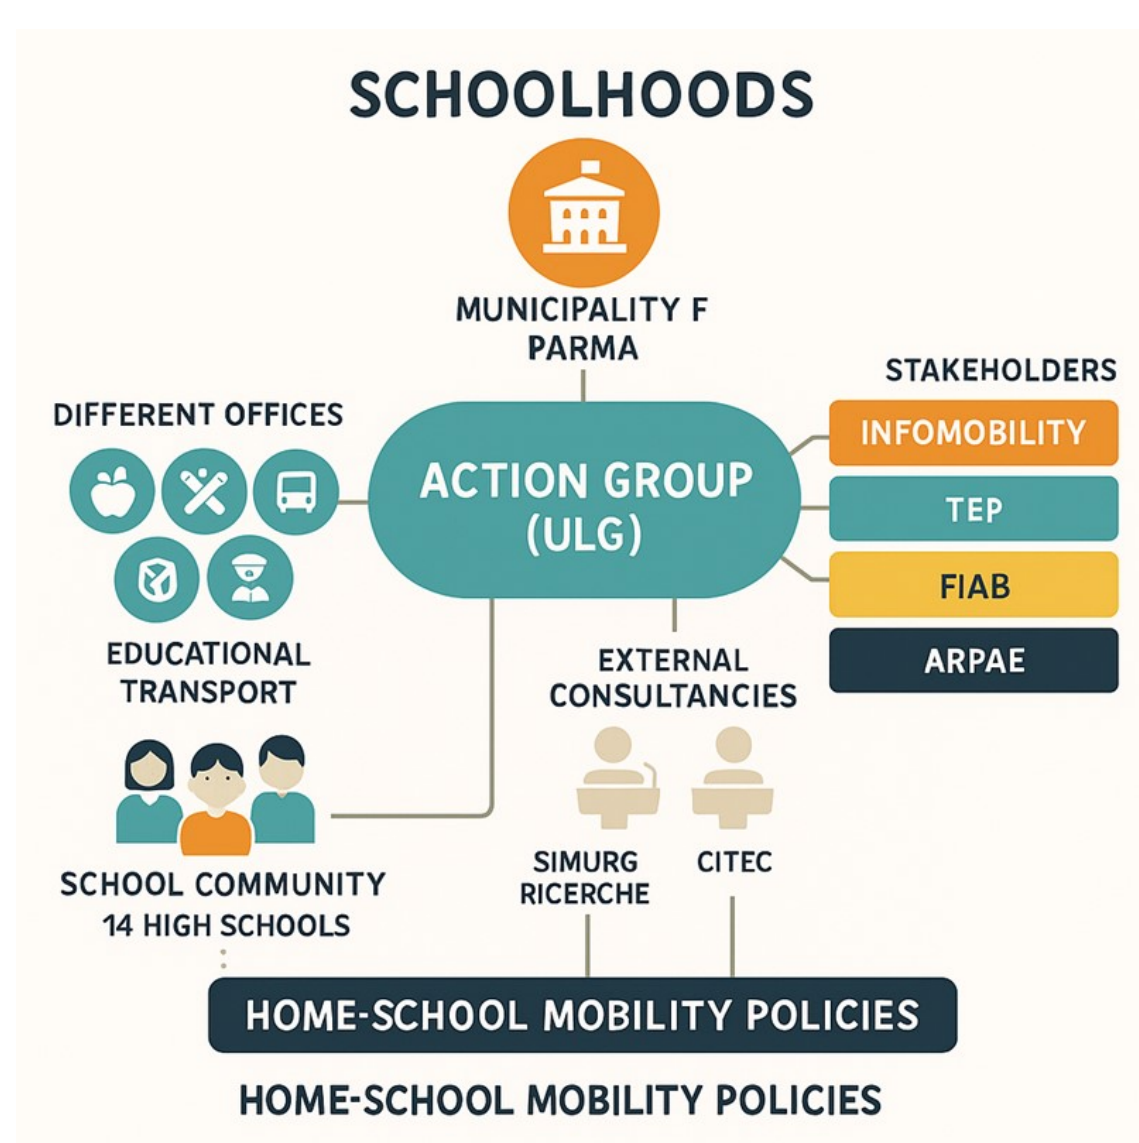 SCHOOLHOODS
MUNICIPALITY F
PARMA
STAKEHOLDERS
DIFFERENT OFFICES
ACTION GROUP
(ULG)
INFOMOBILITY
TEP
FIAB
ARPAE
EDUCATIONAL
TRANSPORT
EXTERNAL
CONSULTANCIES
SIMURG
RICERCHE
CITEC
SCHOOL COMMUNITY
14 HIGH SCHOOLS
HOME-SCHOOL MOBILITY POLICIES
HOME-SCHOOL MOBILITY POLICIES